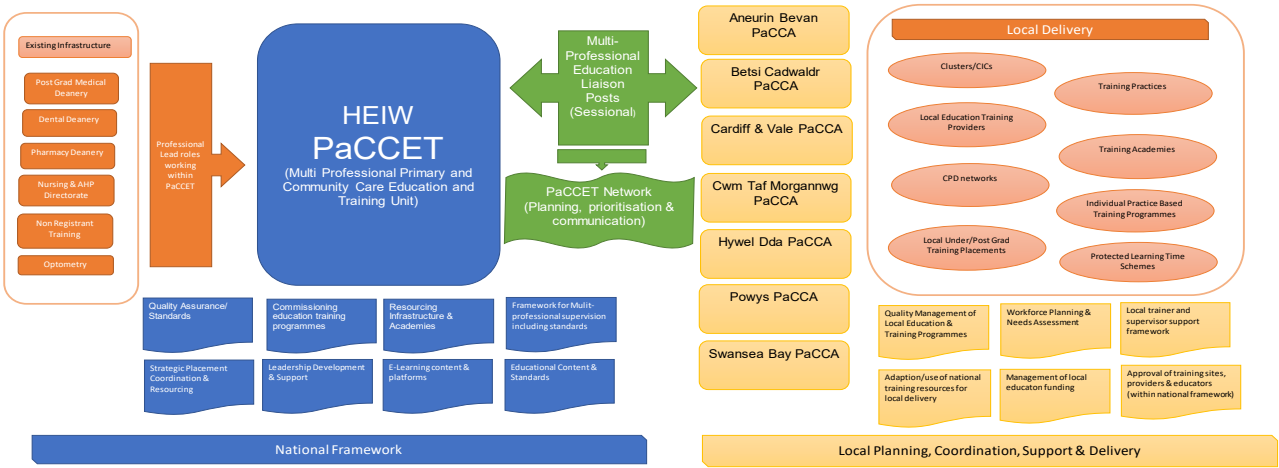 Existing Infrastructure
Post Grad Medical
Deanery
Dental Deanery
Pharmacy Deanery
Nursing & AHP
Directorate
Non Registrant
Training
Optometry
Professional
Lead roles
working
within
PaCCET
HEIW
PaCCET
(Multi Professional Primary and
Community Care Education and
Training Unit)
Multi-
Professional
Education
Liaison
Posts
(Sessional)
PaCCET Network
(Planning, prioritisation &
communication)
Aneurin Bevan
PaCCA
Betsi Cadwaldr
PaCCA
Cardiff & Vale PaCCA
Cwm Taf Morgannwg
PaCCA
Hywel Dda PaCCA
Powys PaCCA
Swansea Bay PaCCA
Local Delivery
Clusters/CICs
Training Practices
Local Education Training
Providers
Training Academies
CPD networks
Individual Practice Based
Training Programmes
Local Under/Post Grad
Training Placements
Protected Learning Time
Schemes
Quality Assurance/
Standards
Commissioning
education training
programmes
Resourcing
Infrastructure &
Academies
Framework for Mulit-
professional supervision
including standards
Strategic Placement
Coordination &
Resourcing
Leadership Development
& Support
E-Learning content &
platforms
Educational Content &
Standards
Quality Management of
Local Education &
Training Programmes
Workforce Planning &
Needs Assessment
Local trainer and
supervisor support
framework
Adaption/use of national
training resources for
local delivery
Management of local
educaton funding
Approval of training sites,
providers & educators
(within national framework)
National Framework
Local Planning, Coordination, Support & Delivery